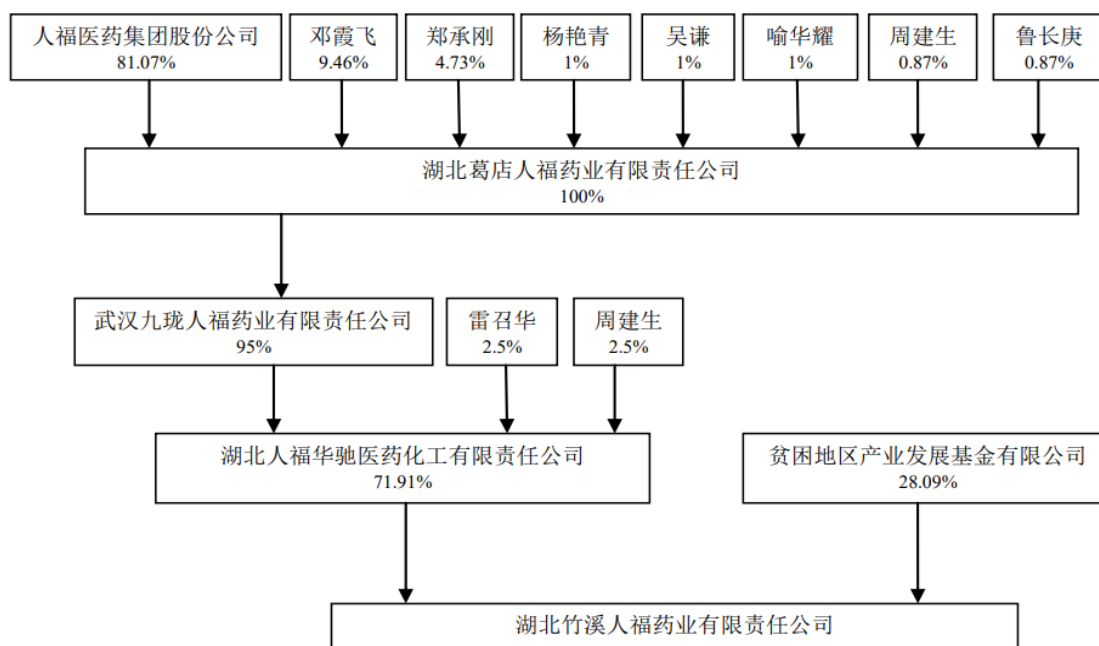 人福医药集团股份公司
81.07%
邓霞飞
9.46%
郑承刚
4.73%
杨艳青
1%
吴谦
1%
喻华耀
1%
周建生
0.87%
鲁长庚
0.87%
湖北葛店人福药业有限责任公司
100%
武汉九珑人福药业有限责任公司
95%
雷召华
2.5%
周建生
2.5%
湖北人福华驰医药化工有限责任公司
71.91%
贫困地区产业发展基金有限公司
28.09%
湖北竹溪人福药业有限责任公司